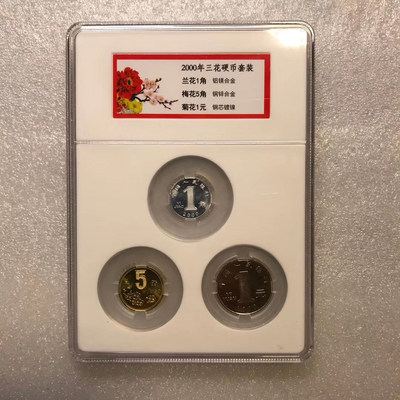 2000年三花硬币套装
兰花1角 铝镁合金
梅花5角 铜锌合金
菊花1元 钢芯镀镍
1
2000
5
1
元